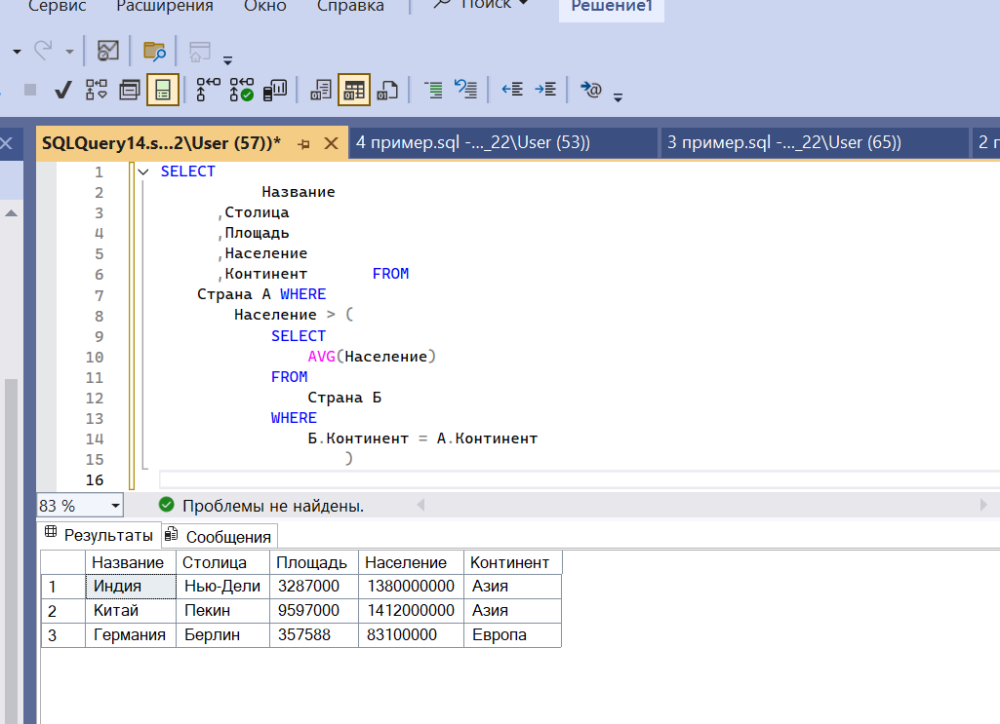 Сервис Расширения Окно Справка Поиск Решение1
SQLQuery14.s...2\User (57))* 4 пример.sql -..._22\User (53)) 3 пример.sql -..._22\User (65)) 2 п
1 SELECT
2 Название
3 ,Столица
4 ,Площадь
5 ,Население
6 ,Континент FROM
7 Страна А WHERE
8 Население > (
9 SELECT
10 AVG(Население)
11 FROM
12 Страна Б
13 WHERE
14 Б.Континент = А.Континент
15 )
16
83 % Проблемы не найдены.
Результаты Сообщения
Название Столица Площадь Население Континент
1 Индия Нью-Дели 3287000 1380000000 Азия
2 Китай Пекин 9597000 1412000000 Азия
3 Германия Берлин 357588 83100000 Европа